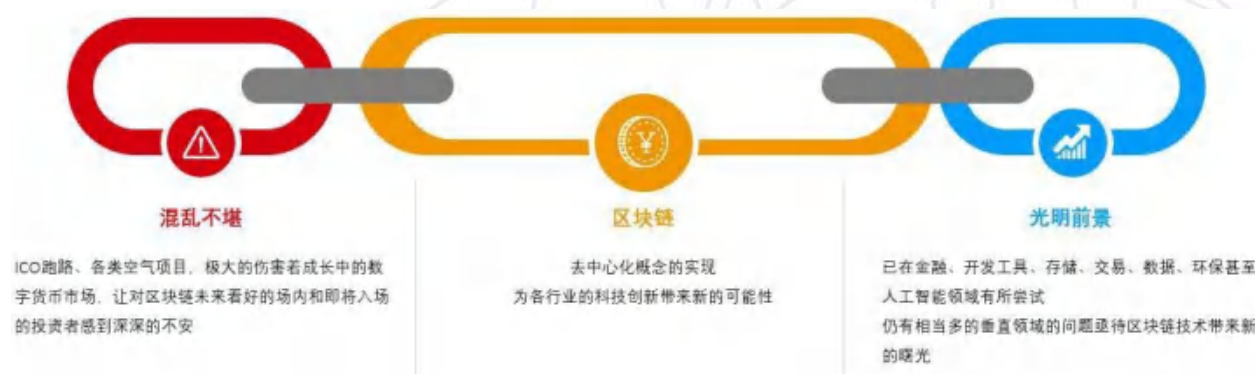 混乱不堪
ICO跑路、各类空气项目，极大的伤害着成长中的数
字货币市场，让对区块链未来看好的场内和即将入场
的投资者感到深深的不安
区块链
去中心化概念的实现
为各行业的科技创新带来新的可能性
光明前景
已在金融、开发工具、存储、交易、数据、环保甚至
人工智能领域有所尝试
仍有相当多的垂直领域的问题亟待区块链技术带来新
的曙光